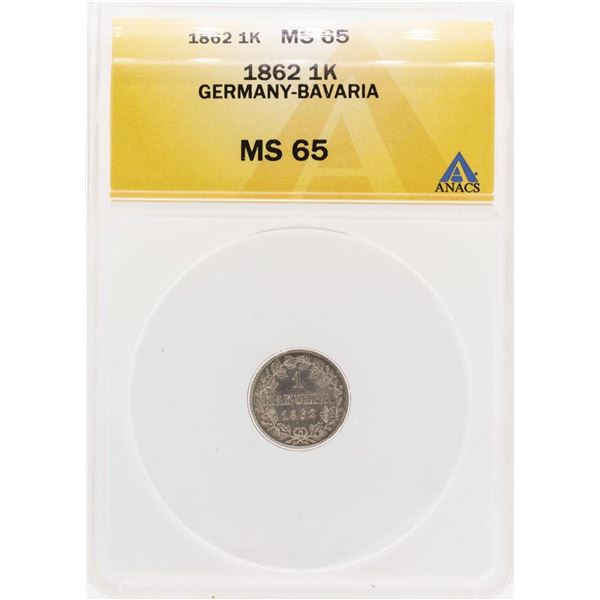 1862 1K MS 65
1862 1K
GERMANY-BAVARIA
MS 65
ANACS
1
KREUZER
1862